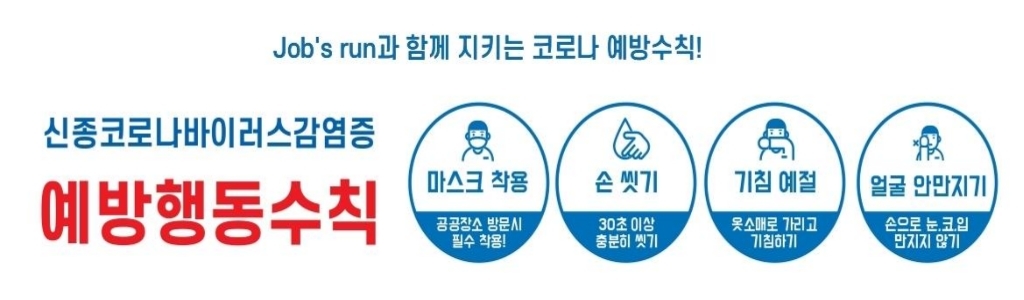 Job's run과 함께 지키는 코로나 예방수칙!
신종코로나바이러스감염증
예방행동수칙
마스크 착용
공공장소 방문시
필수 착용!
손 씻기
30초 이상
충분히 씻기
기침 예절
옷소매로 가리고
기침하기
얼굴 안만지기
손으로 눈.코.입
만지지 않기